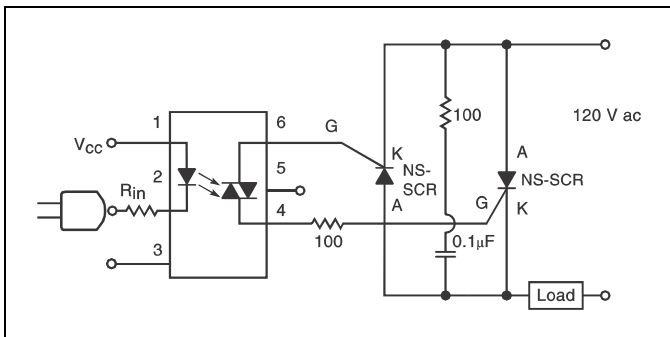 1
6
G
100
120 V ac
VCC
K
A
5
NS-
SCR
NS-SCR
2
Rin
4
A
G
K
100
0.1µF
3
Load